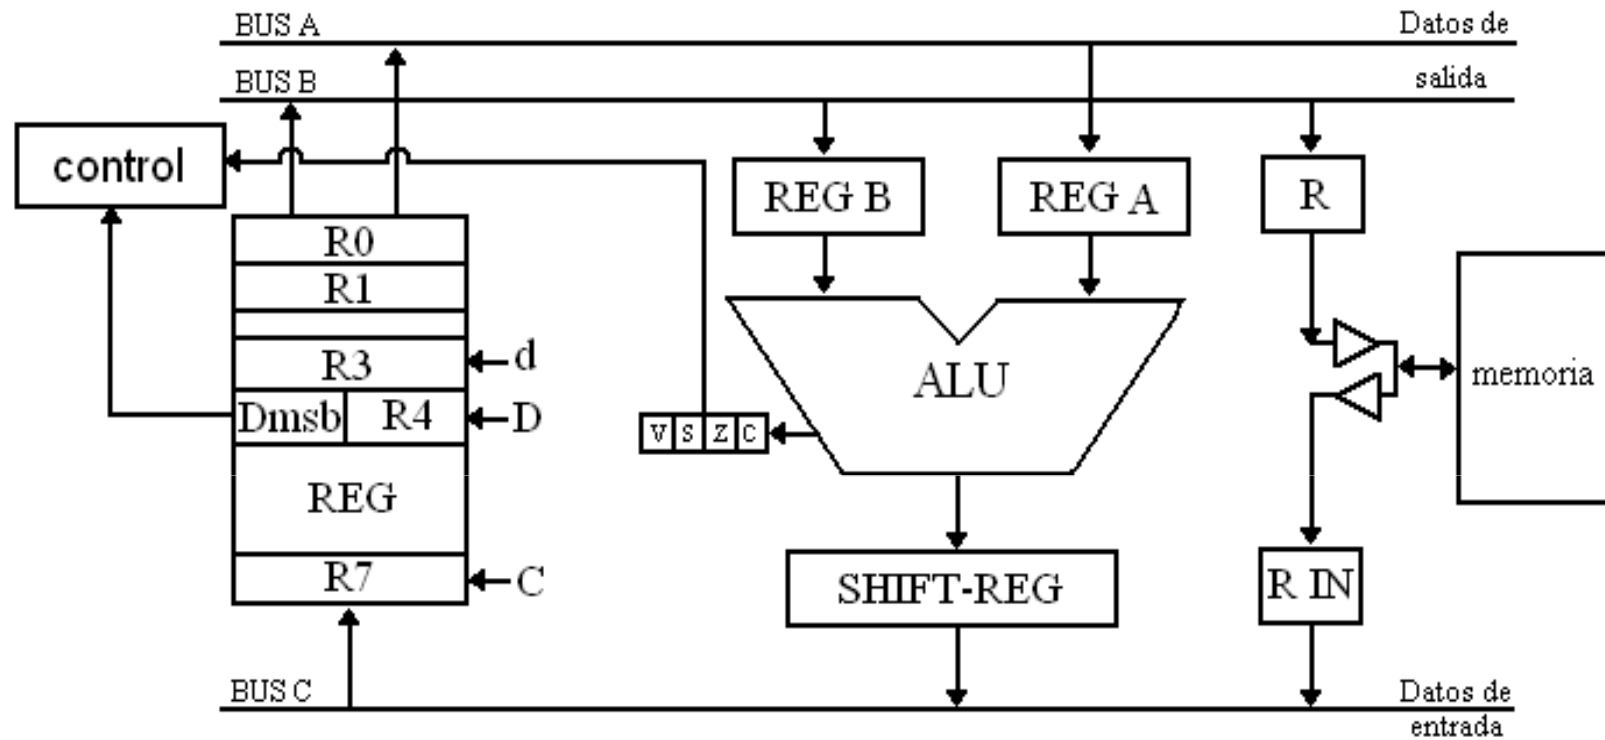 BUS A
Datos de
BUS B
salida
control
REG B
REG A
R
R0
R1
R3
d
Dmsb
R4
D
ALU
memoria
V S Z C
REG
R7
C
SHIFT-REG
R IN
BUS C
Datos de
entrada